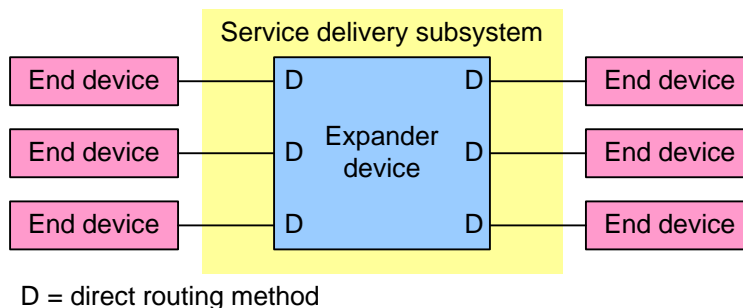 Service delivery subsystem
End device D D End device
End device D Expander device D End device
End device D D End device
D = direct routing method